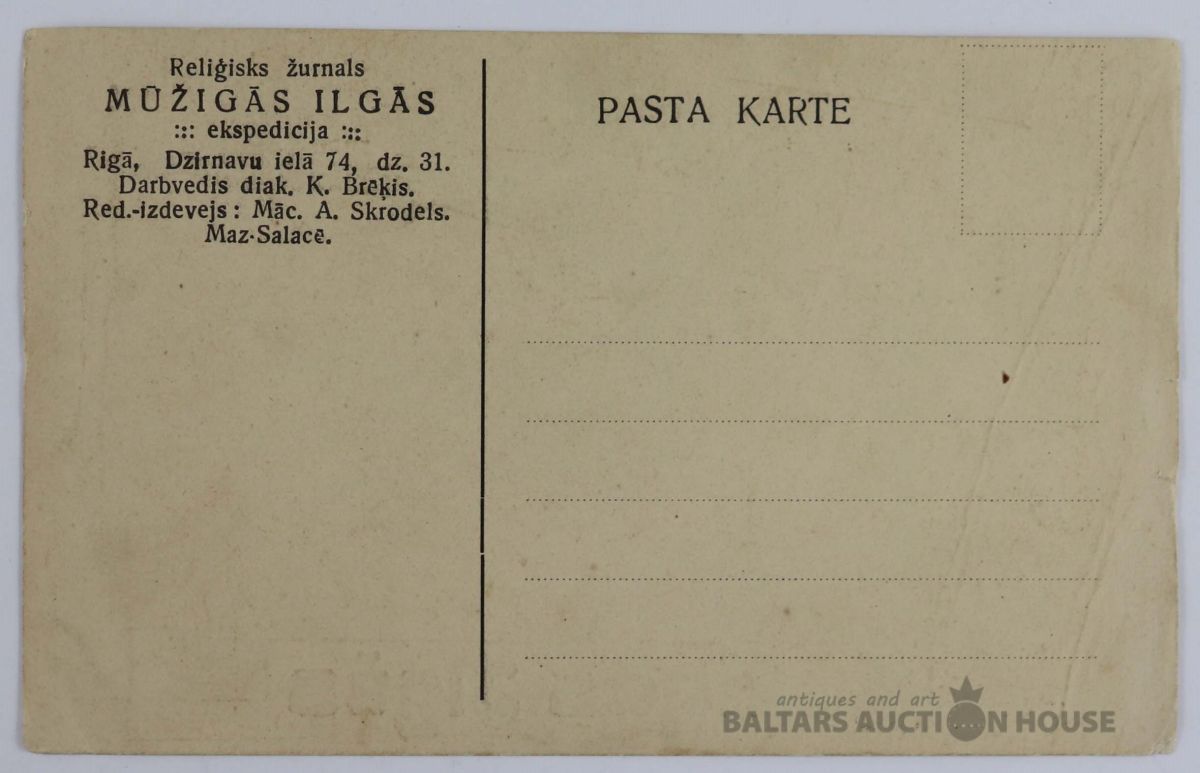 Reliģisks žurnals
MŪŽIGĀS ILGĀS
::: ekspedicija :::
Rigā, Dzirnavu ielā 74, dz. 31.
Darbvedis diak. K. Brēķis.
Red.-izdevejs: Māc. A. Skrodels.
Maz-Salacē.
PASTA KARTE
antiques and art
BALTARS AUCTION HOUSE